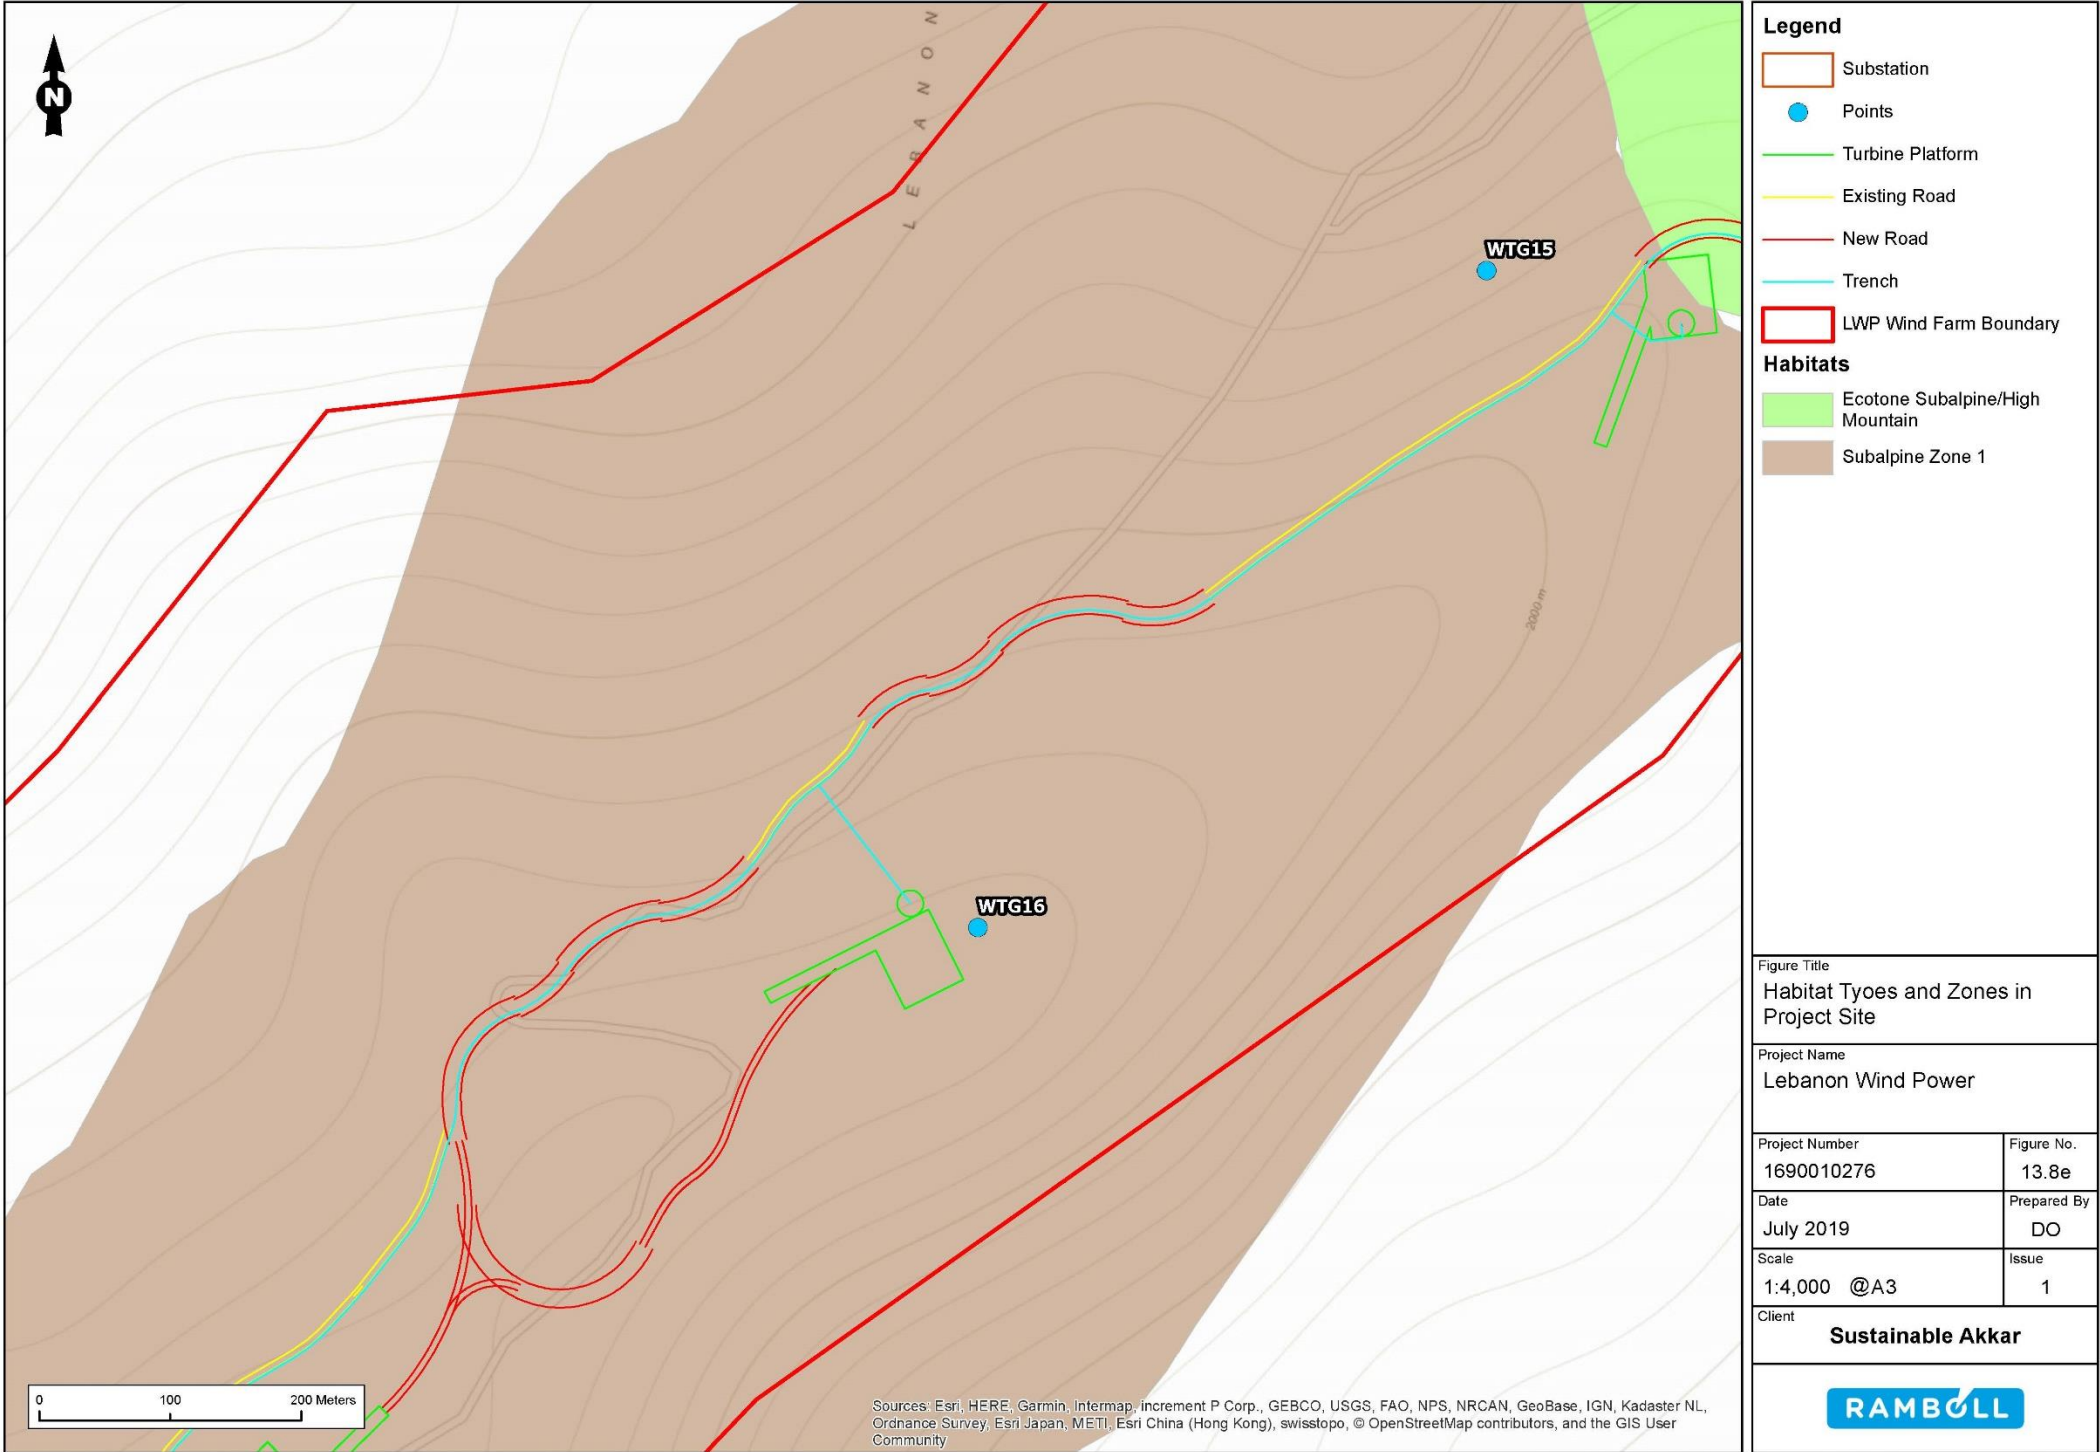 N
LEBANON
WTG15
2000 m
WTG16
0 100 200 Meters
Sources: Esri, HERE, Garmin, Intermap, increment P Corp., GEBCO, USGS, FAO, NPS, NRCAN, GeoBase, IGN, Kadaster NL,
Ordnance Survey, Esri Japan, METI, Esri China (Hong Kong), swisstopo, © OpenStreetMap contributors, and the GIS User
Community
Legend
Substation
Points
Turbine Platform
Existing Road
New Road
Trench
LWP Wind Farm Boundary
Habitats
Ecotone Subalpine/High
Mountain
Subalpine Zone 1
Figure Title
Habitat Tyoes and Zones in
Project Site
Project Name
Lebanon Wind Power
Project Number
1690010276
Figure No.
13.8e
Date
July 2019
Prepared By
DO
Scale
1:4,000 @A3
Issue
1
Client
Sustainable Akkar
RAMBOLL